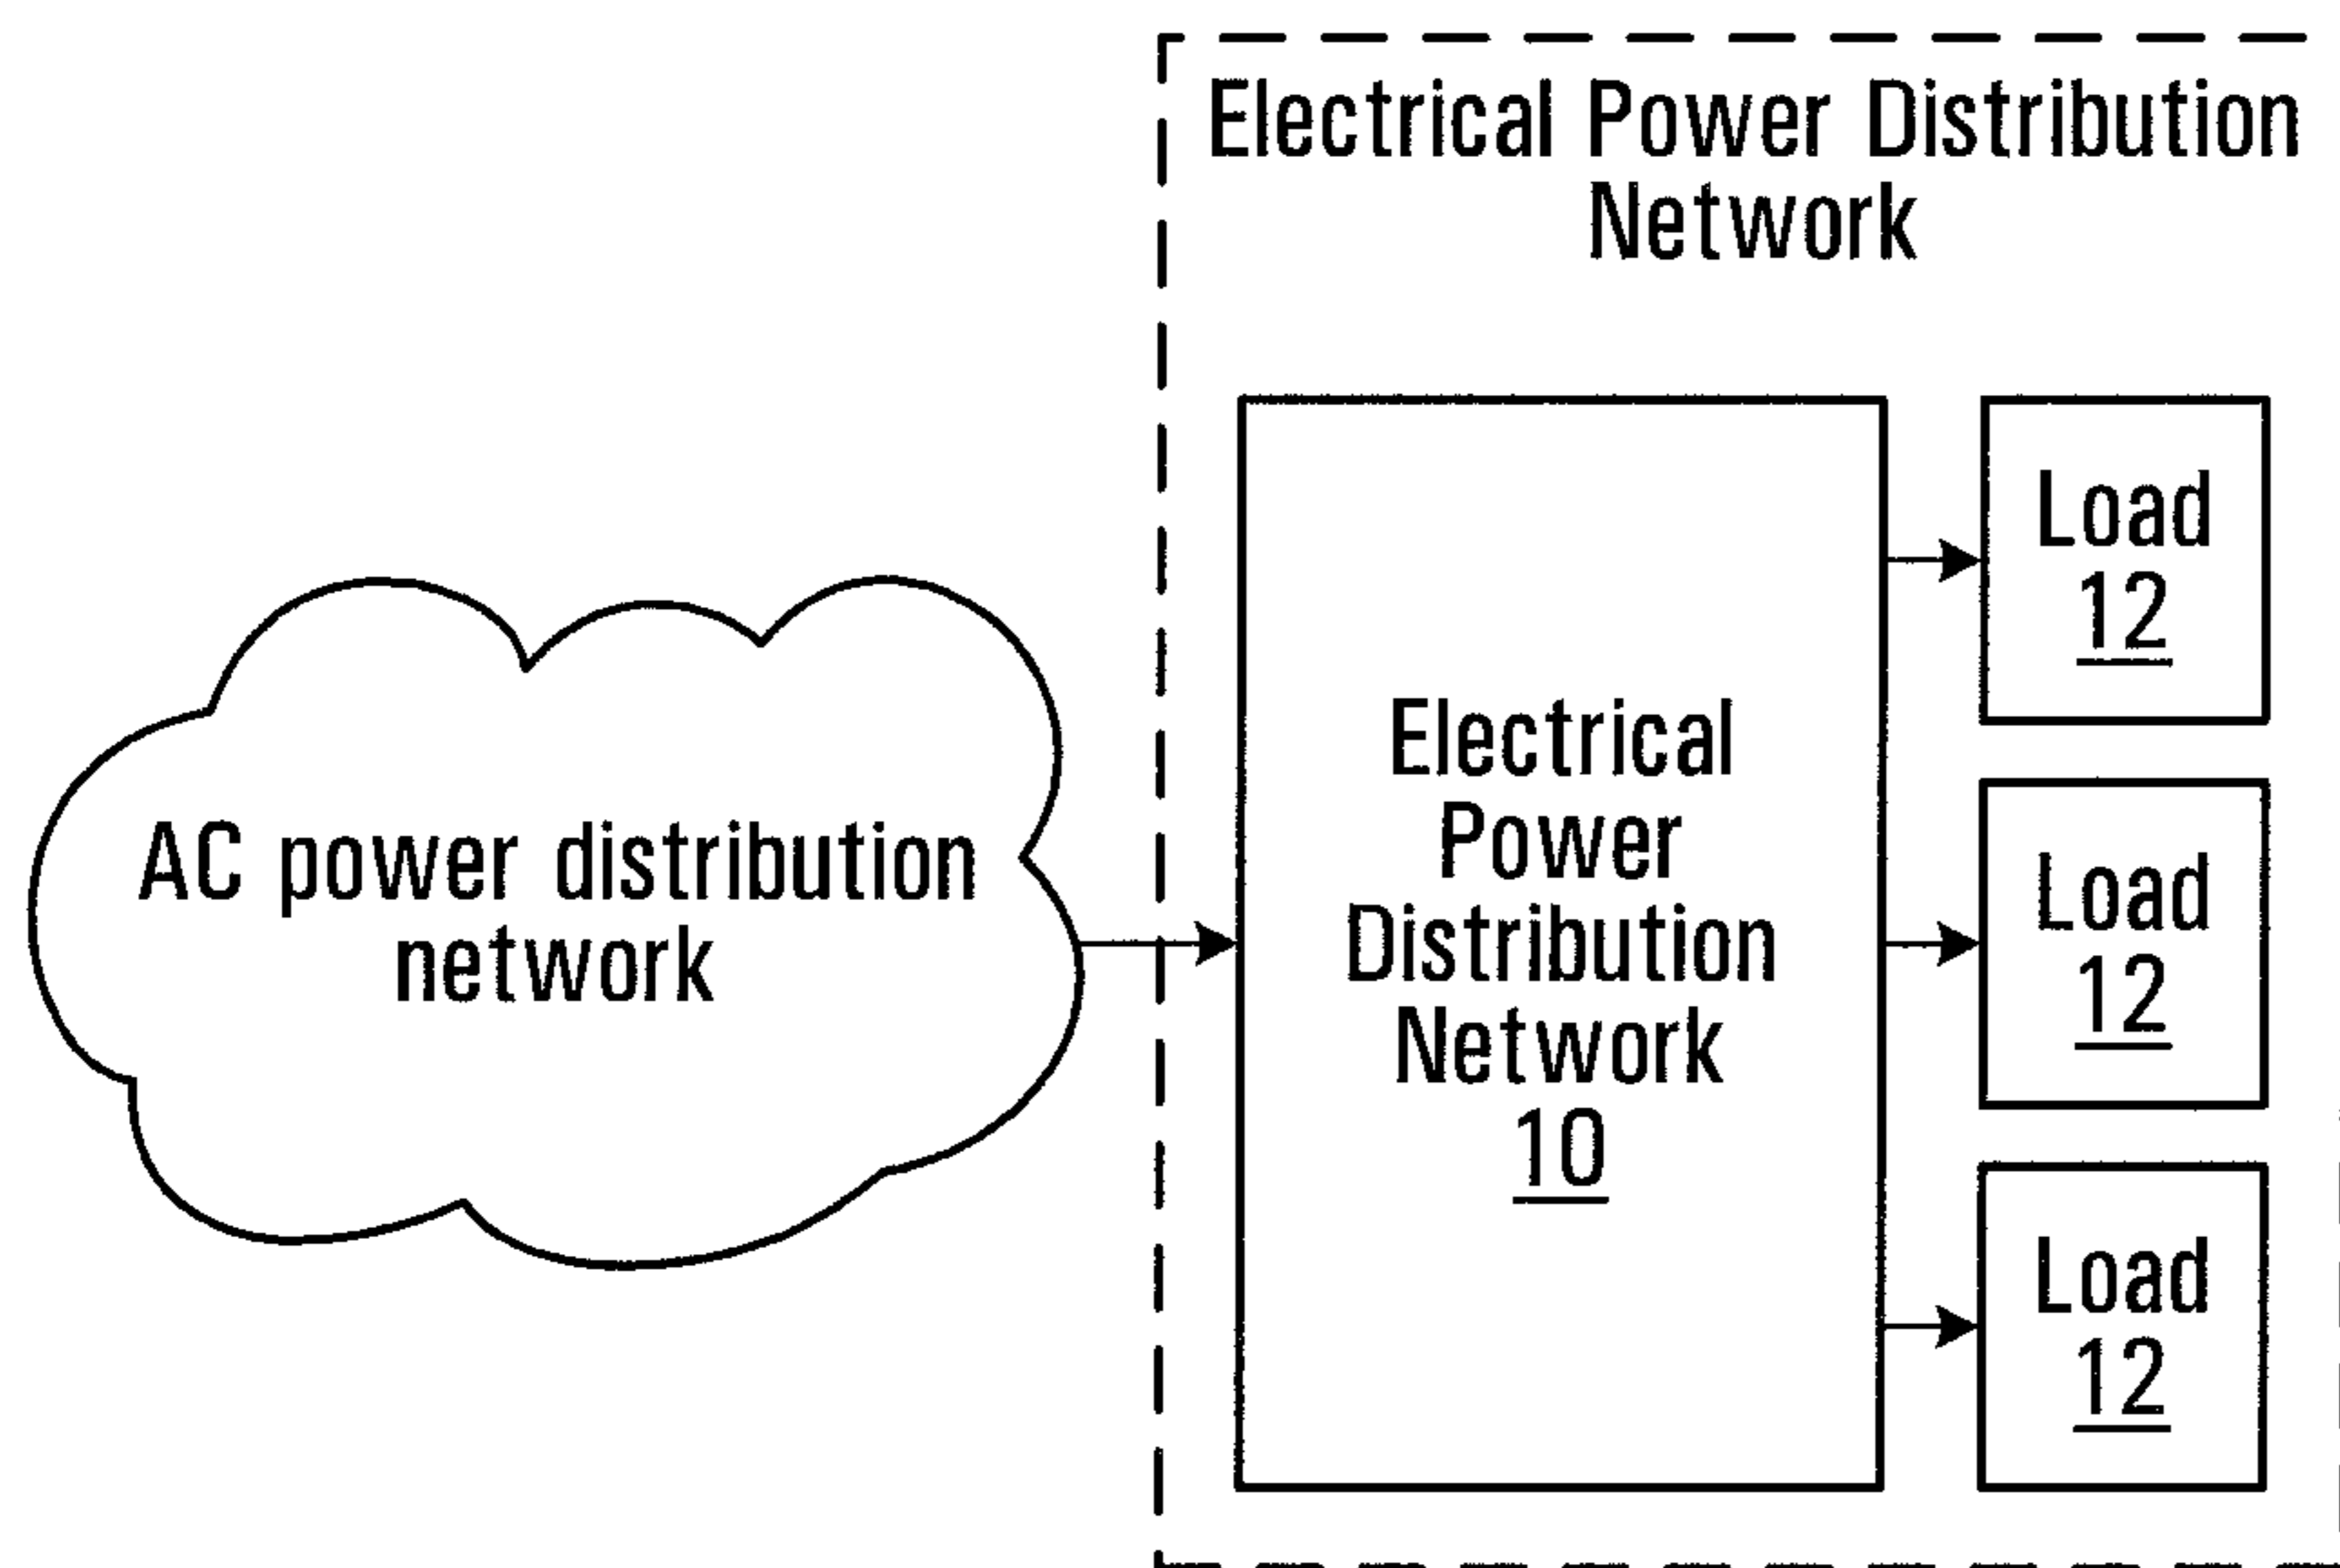 Electrical Power Distribution
Network
AC power distribution
network
Electrical
Power
Distribution
Network
10
Load
12
Load
12
Load
12